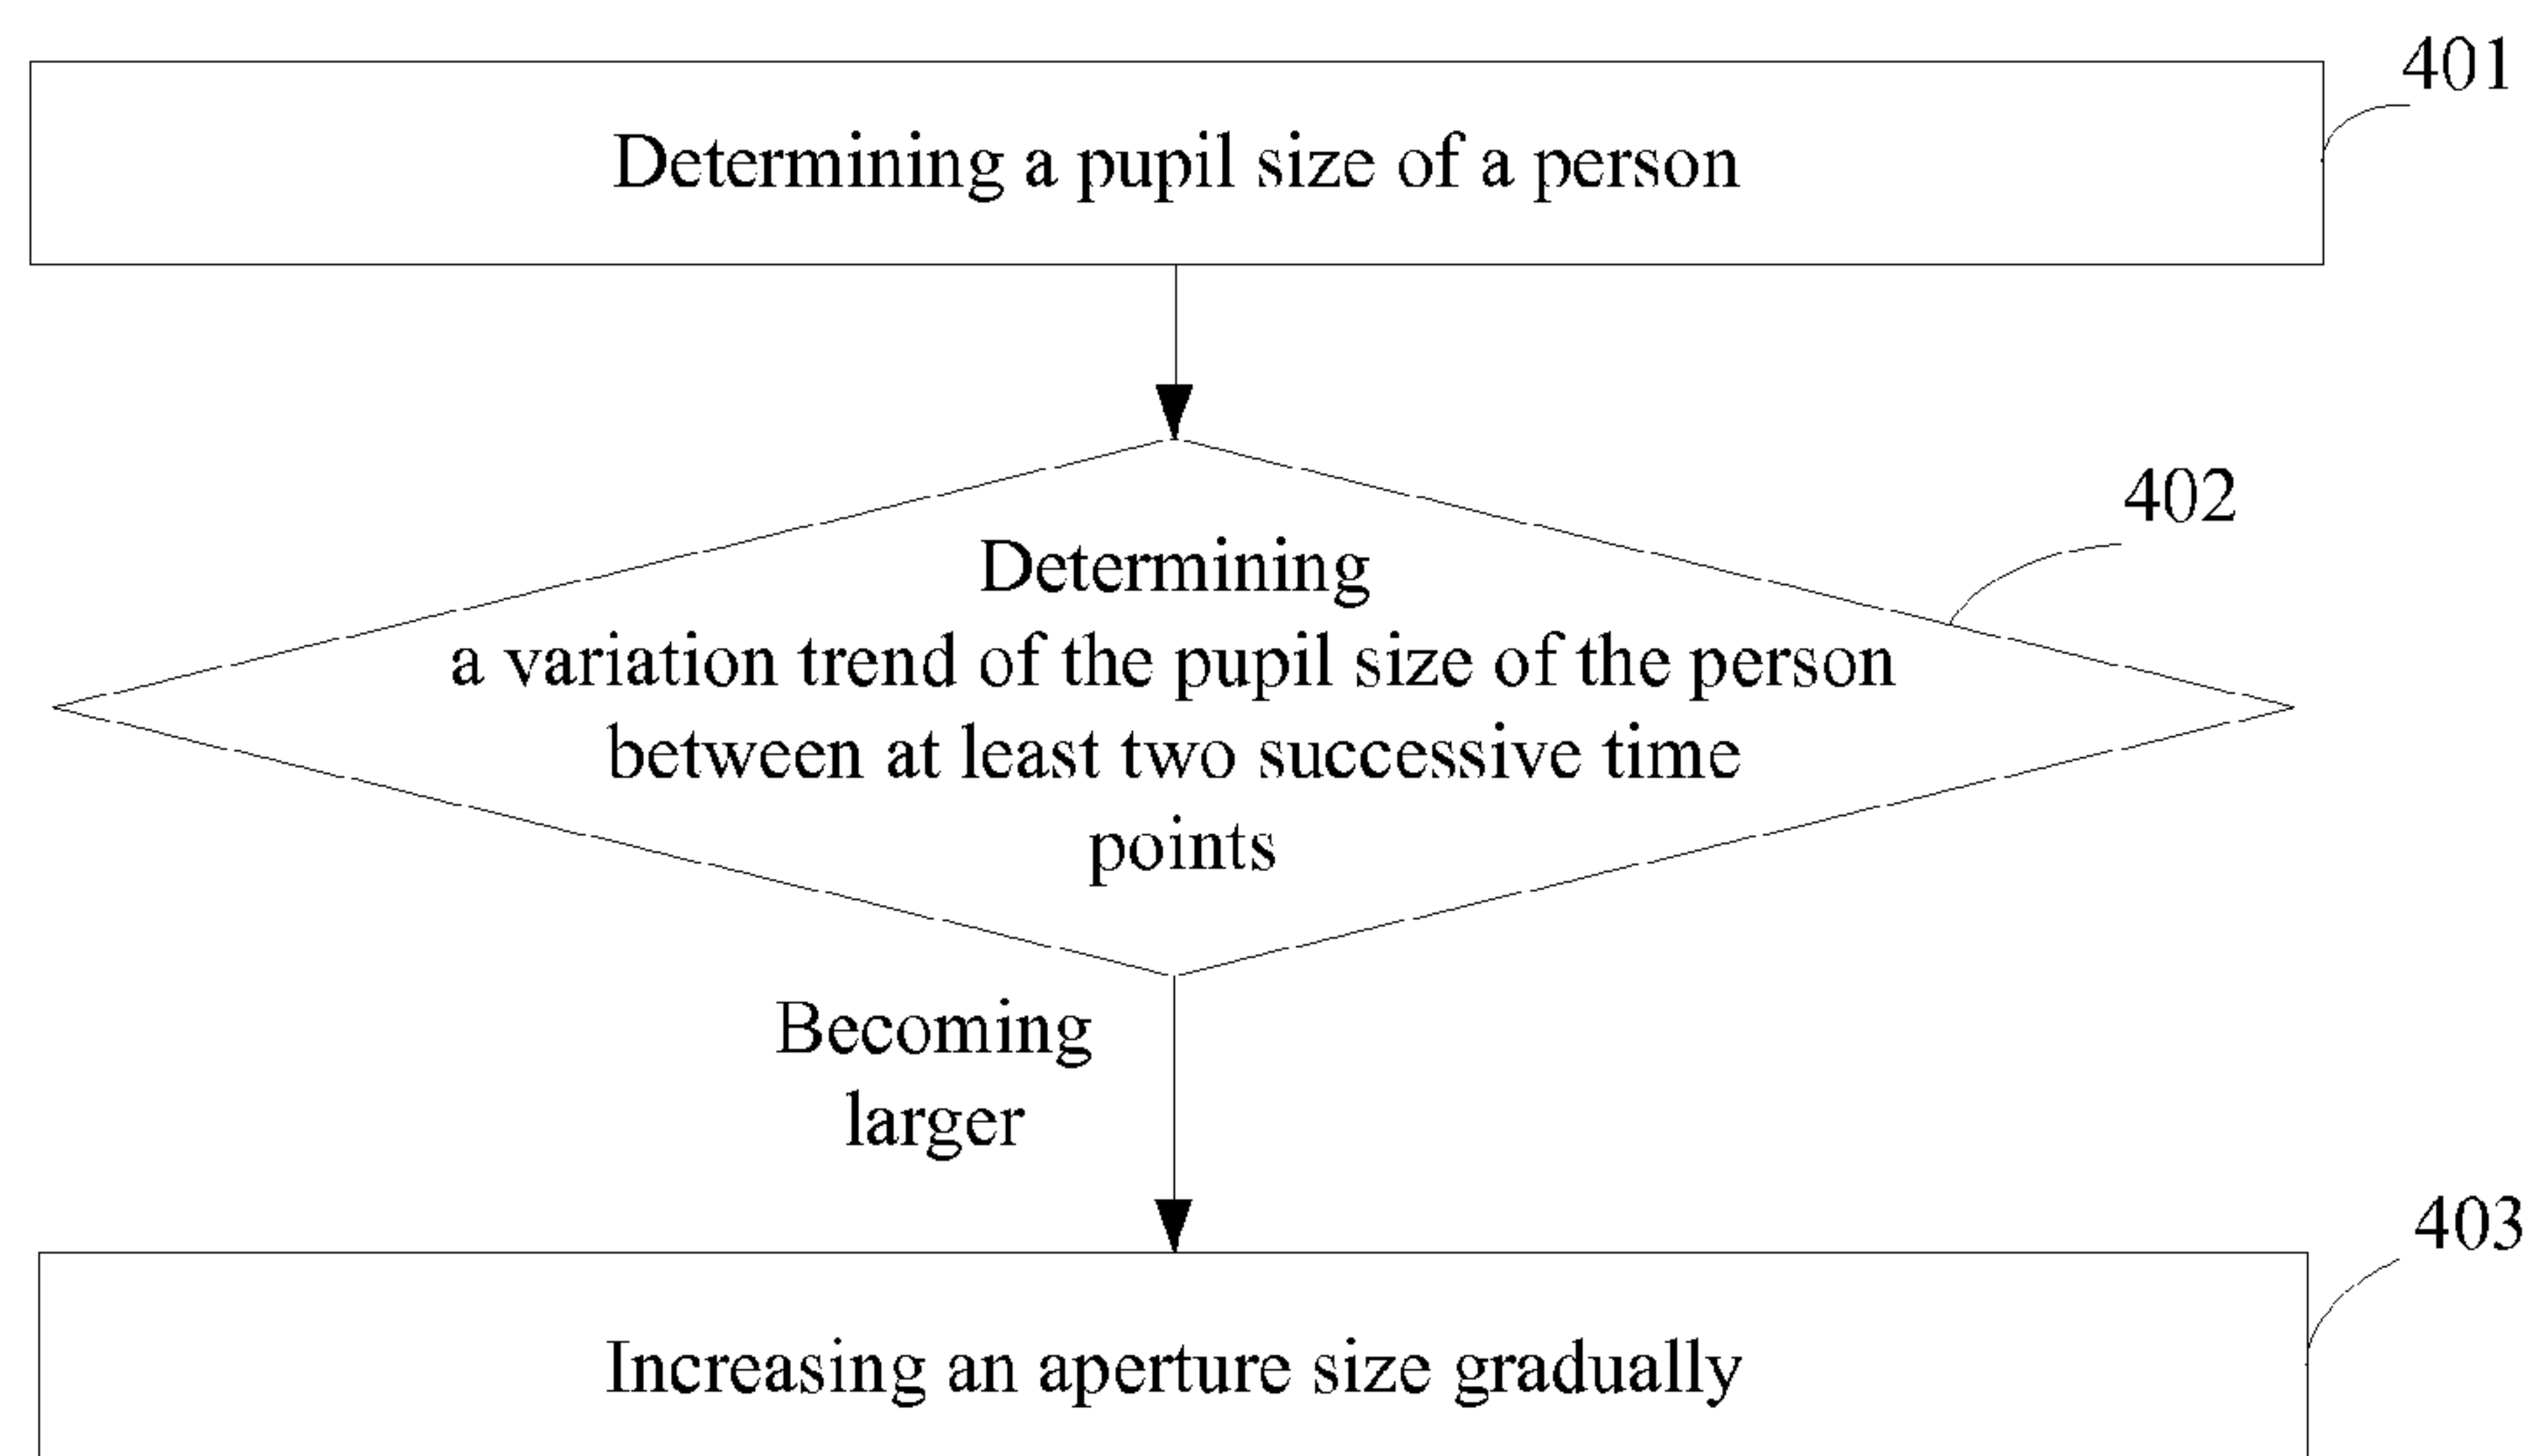 401
Determining a pupil size of a person
402
Determining
a variation trend of the pupil size of the person
between at least two successive time
points
Becoming
larger
403
Increasing an aperture size gradually